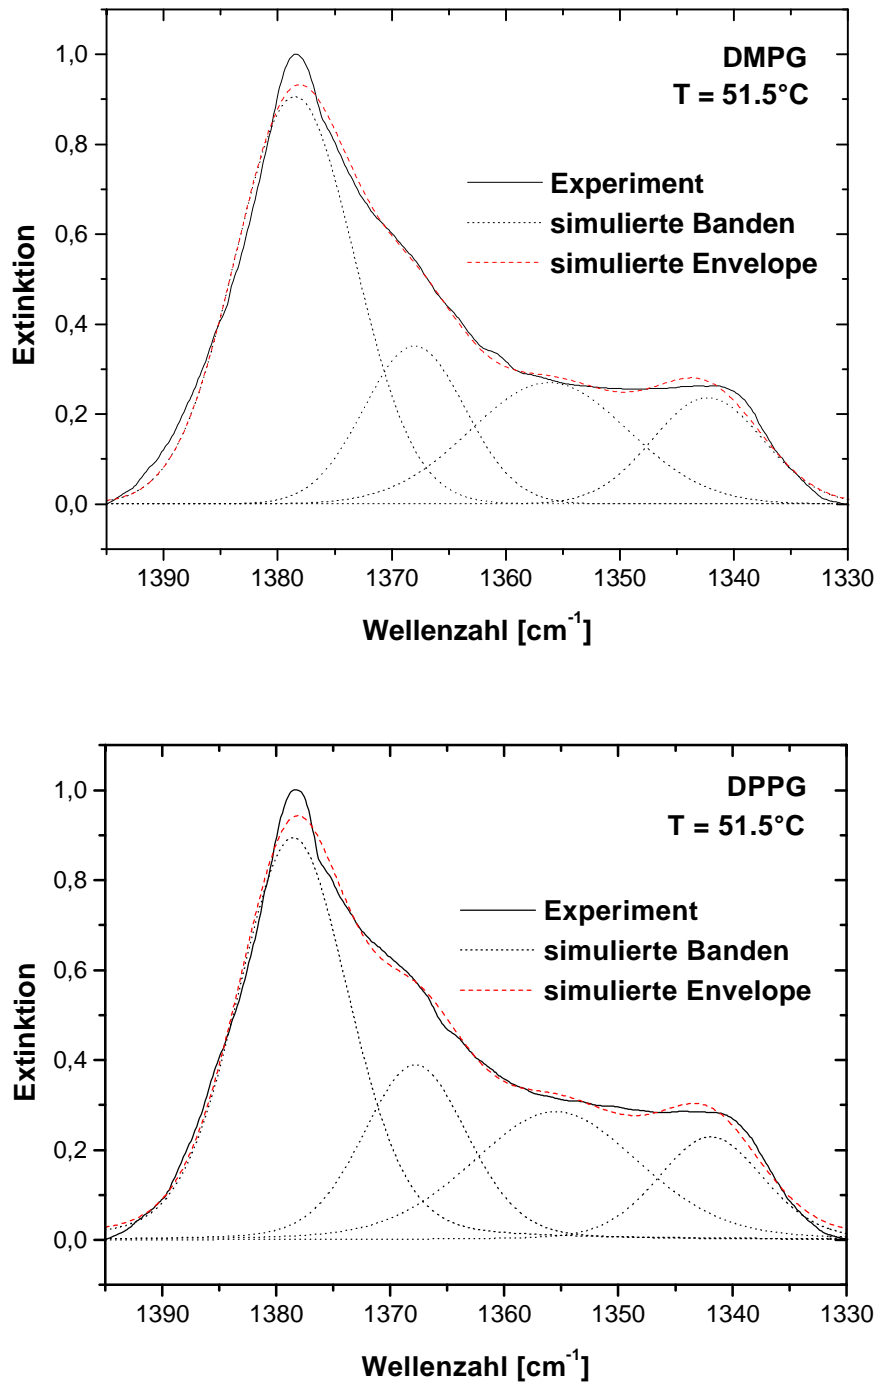 DMPG
T = 51.5°C
Experiment
simulierte Banden
simulierte Envelope
Extinktion
1,0
0,8
0,6
0,4
0,2
0,0
1390 1380 1370 1360 1350 1340 1330
Wellenzahl [cm⁻¹]
DPPG
T = 51.5°C
Experiment
simulierte Banden
simulierte Envelope
Extinktion
1,0
0,8
0,6
0,4
0,2
0,0
1390 1380 1370 1360 1350 1340 1330
Wellenzahl [cm⁻¹]